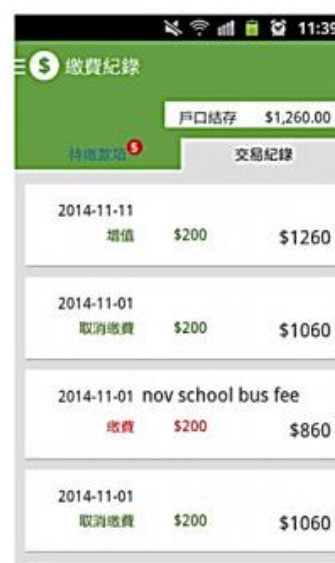 11:39
繳費紀錄
戶口結存 $1,260.00
待繳款項 5
交易紀錄
2014-11-11
增值 $200 $1260
2014-11-01
取消繳費 $200 $1060
2014-11-01 nov school bus fee
繳費 $200 $860
2014-11-01
取消繳費 $200 $1060